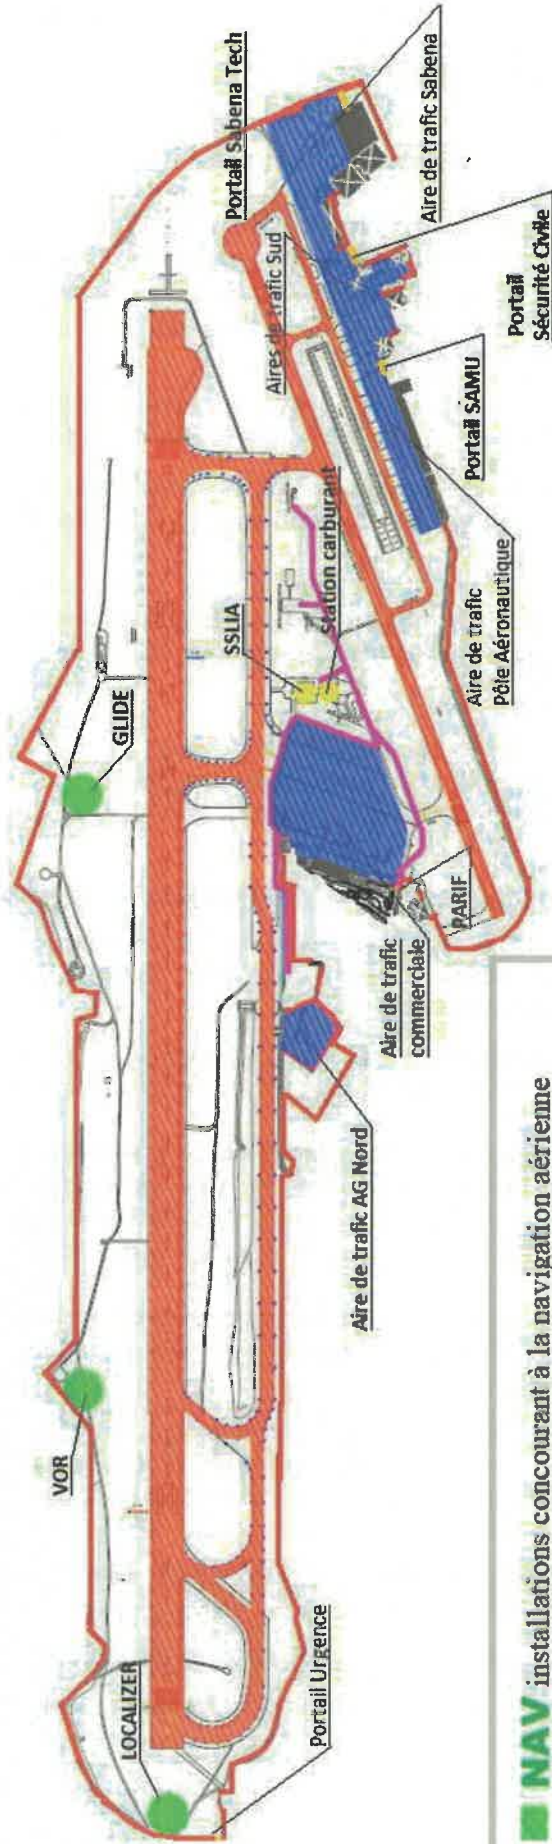 LOCALIZER
Portail Urgence
VOR
Aire de trafic AG Nord
GLIDE
SSLIA
Station carburant
Aire de trafic
commerciale
PARIF
Aire de trafic
Pôle Aéronautique
Portail SAMU
Portail
Sécurité Civile
Aires de trafic Sud
Portail Sabena Tech
Aire de trafic Sabena
NAV installations concourant à la navigation aérienne